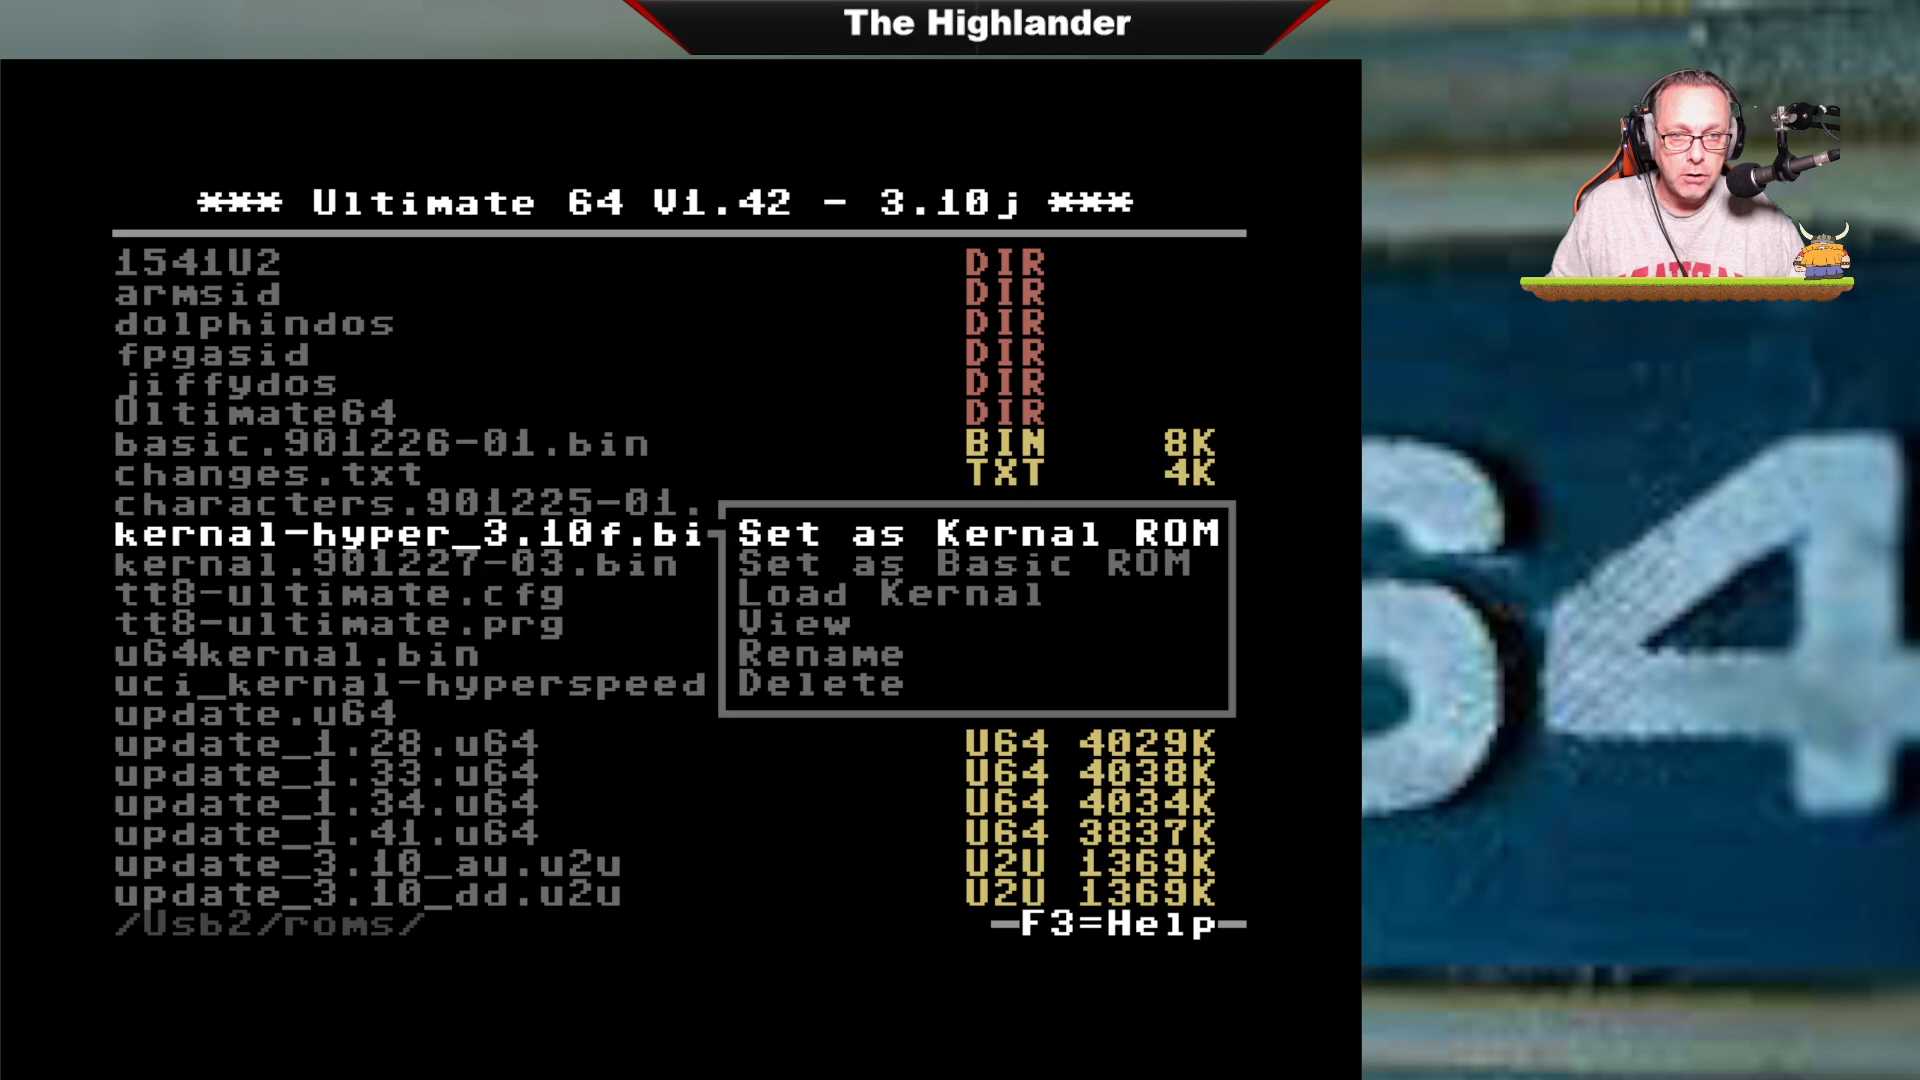 The Highlander
*** Ultimate 64 V1.42 - 3.10j ***
1541U2 DIR
armsid DIR
dolphindos DIR
fpgasid DIR
jiffydos DIR
Ultimate64 DIR
basic.901226-01.bin BIN 8K
changes.txt TXT 4K
characters.901225-01.
kernal-hyper_3.10f.bi Set as Kernal ROM
kernal.901227-03.bin Set as Basic ROM
tt8-ultimate.cfg Load Kernal
tt8-ultimate.prg View
u64kernal.bin Rename
uci_kernal-hyperspeed Delete
update.u64
update_1.28.u64 U64 4029K
update_1.33.u64 U64 4038K
update_1.34.u64 U64 4034K
update_1.41.u64 U64 3837K
update_3.10_au.u2u U2U 1369K
update_3.10_dd.u2u U2U 1369K
/Usb2/roms/ F3=Help
64